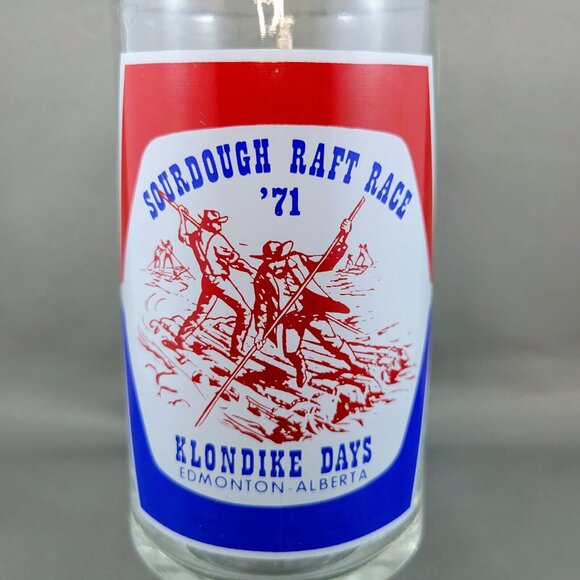 SOURDOUGH RAFT RACE
'71
KLONDIKE DAYS
EDMONTON-ALBERTA